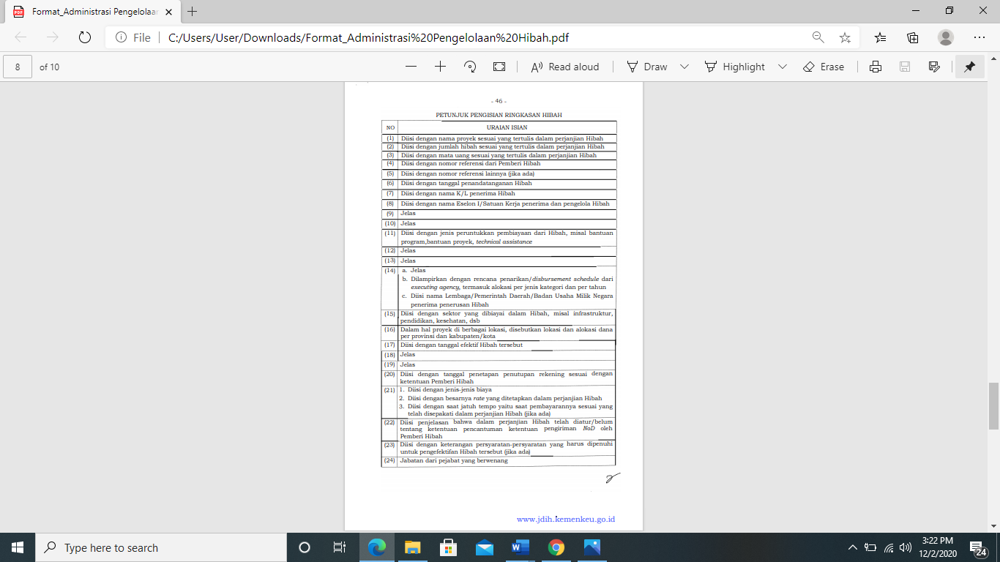 Format_Administrasi Pengelolaan
File
C:/Users/User/Downloads/Format_Administrasi%20Pengelolaan%20Hibah.pdf
8 of 10
Read aloud
Draw
Highlight
Erase
- 46 -
PETUNJUK PENGISIAN RINGKASAN HIBAH
NO URAIAN ISIAN
(1) Diisi dengan nama proyek sesuai yang tertulis dalam perjanjian Hibah
(2) Diisi dengan jumlah hibah sesuai yang tertulis dalam perjanjian Hibah
(3) Diisi dengan mata uang sesuai yang tertulis dalam perjanjian Hibah
(4) Diisi dengan nomor referensi dari Pemberi Hibah
(5) Diisi dengan nomor referensi lainnya (jika ada)
(6) Diisi dengan tanggal penandatanganan Hibah
(7) Diisi dengan nama K/L penerima Hibah
(8) Diisi dengan nama Eselon I/Satuan Kerja penerima dan pengelola Hibah
(9) Jelas
(10) Jelas
(11) Diisi dengan jenis peruntukkan pembiayaan dari Hibah, misal bantuan
program,bantuan proyek, technical assistance
(12) Jelas
(13) Jelas
(14) a. Jelas
b. Dilampirkan dengan rencana penarikan/disbursement schedule dari
executing agency, termasuk alokasi per jenis kategori dan per tahun
c. Diisi nama Lembaga/Pemerintah Daerah/Badan Usaha Milik Negara
penerima penerusan Hibah
(15) Diisi dengan sektor yang dibiayai dalam Hibah, misal infrastruktur,
pendidikan, kesehatan, dsb
(16) Dalam hal proyek di berbagai lokasi, disebutkan lokasi dan alokasi dana
per provinsi dan kabupaten/kota
(17) Diisi dengan tanggal efektif Hibah tersebut
(18) Jelas
(19) Jelas
(20) Diisi dengan tanggal penetapan penutupan rekening sesuai dengan
ketentuan Pemberi Hibah
(21) 1. Diisi dengan jenis-jenis biaya
2. Diisi dengan besarnya rate yang ditetapkan dalam perjanjian Hibah
3. Diisi dengan saat jatuh tempo yaitu saat pembayarannya sesuai yang
telah disepakati dalam perjanjian Hibah (jika ada)
(22) Diisi penjelasan bahwa dalam perjanjian Hibah telah diatur/belum
tentang ketentuan pencantuman ketentuan pengiriman NoD oleh
Pemberi Hibah
(23) Diisi dengan keterangan persyaratan-persyaratan yang harus dipenuhi
untuk pengefektifan Hibah tersebut (jika ada)
(24) Jabatan dari pejabat yang berwenang
www.jdih.kemenkeu.go.id
Type here to search
3:22 PM
12/2/2020
24